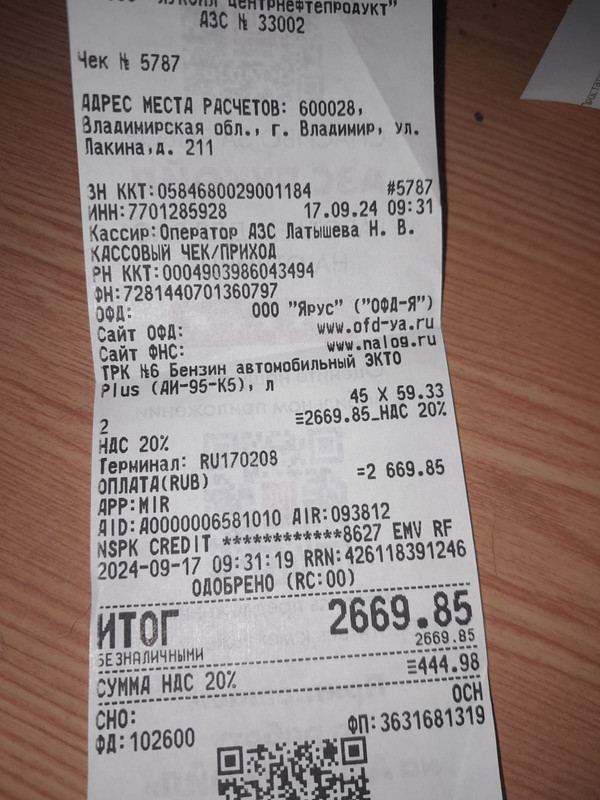 ЛУКОЙЛ ЦЕНТРНЕФТЕПРОДУКТ"
АЗС № 33002
Чек № 5787
АДРЕС МЕСТА РАСЧЕТОВ: 600028,
Владимирская обл., г. Владимир, ул.
Лакина,д. 211
ЗН ККТ:0584680029001184 #5787
ИНН:7701285928 17.09.24 09:31
Кассир:Оператор АЗС Латышева Н. В.
КАССОВЫЙ ЧЕК/ПРИХОД
РН ККТ:0004903986043494
ФН:7281440701360797
ОФД: ООО "Ярус" ("ОФД-Я")
Сайт ОФД: www.ofd-ya.ru
Сайт ФНС: www.nalog.ru
ТРК №6 Бензин автомобильный ЭКТО
Plus (АИ-95-К5), л
45 X 59.33
2 =2669.85_НДС 20%
НДС 20%
Терминал: RU170208
ОПЛАТА(RUB) =2 669.85
APP:MIR
AID:A0000006581010 AIR:093812
NSPK CREDIT ************8627 EMV RF
2024-09-17 09:31:19 RRN:426118391246
ОДОБРЕНО (RC:00)
ИТОГ 2669.85
БЕЗНАЛИЧНЫМИ 2669.85
СУММА НДС 20% =444.98
СНО: ОСН
ФД:102600 ФП:3631681319